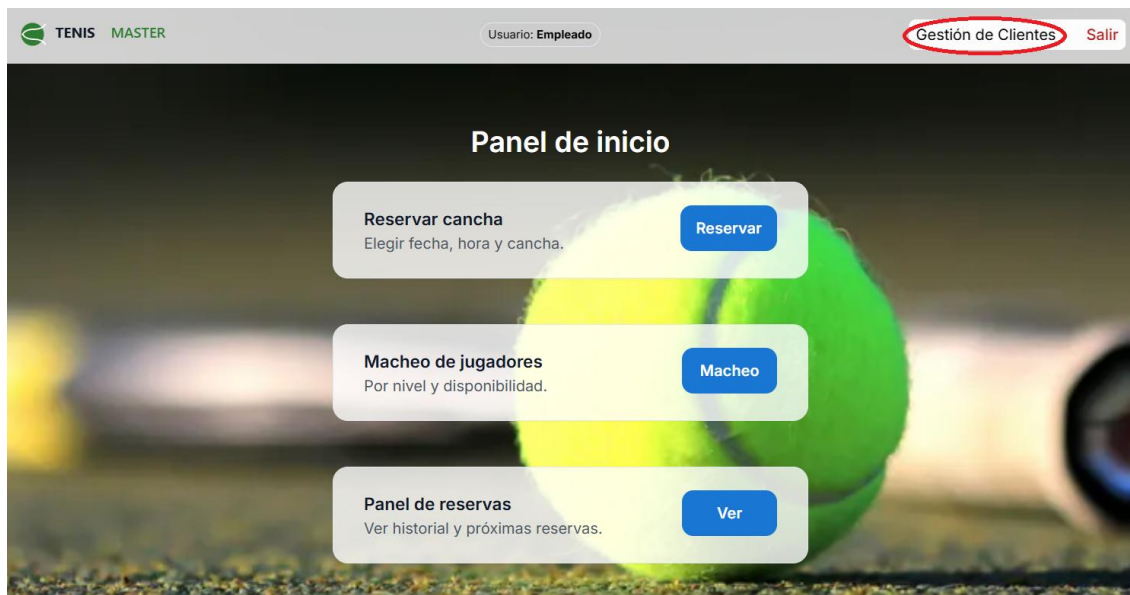 TENIS MASTER
Usuario: Empleado
Gestión de Clientes
Salir
Panel de inicio
Reservar cancha
Elegir fecha, hora y cancha.
Reservar
Macheo de jugadores
Por nivel y disponibilidad.
Macheo
Panel de reservas
Ver historial y próximas reservas.
Ver